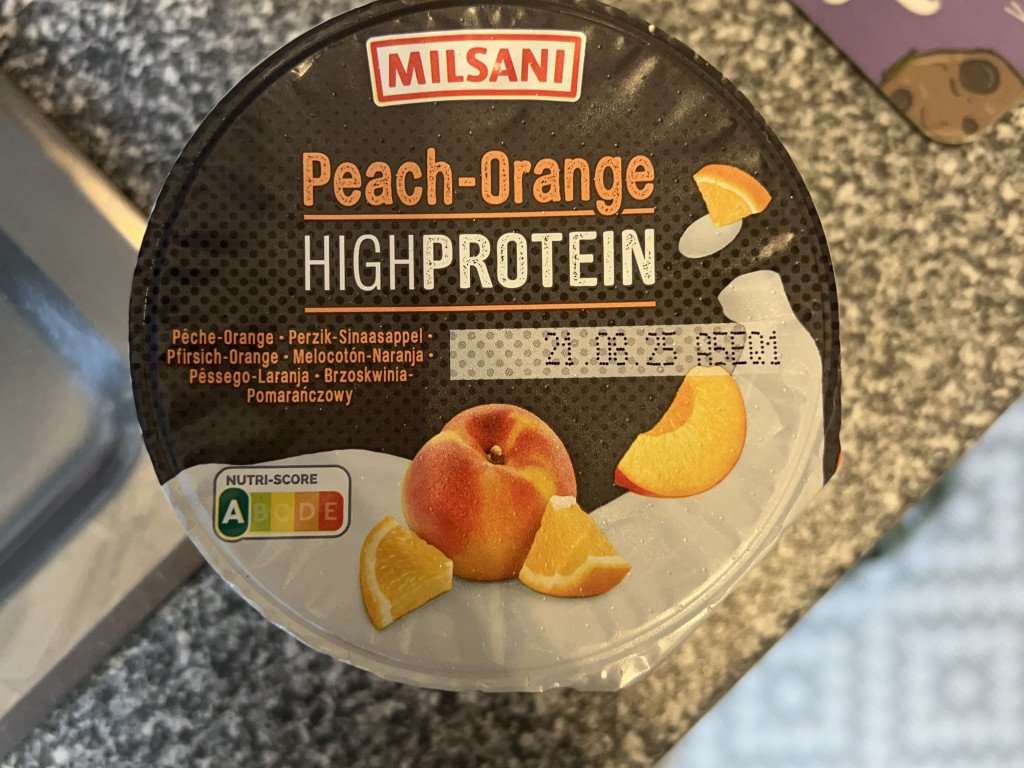 MILSANI
Peach-Orange
HIGHPROTEIN
Pêche-Orange • Perzik-Sinaasappel •
Pfirsich-Orange • Melocotón-Naranja •
Pêssego-Laranja • Brzoskwinia-
Pomarańczowy
21 08 25
NUTRI-SCORE
A B C D E